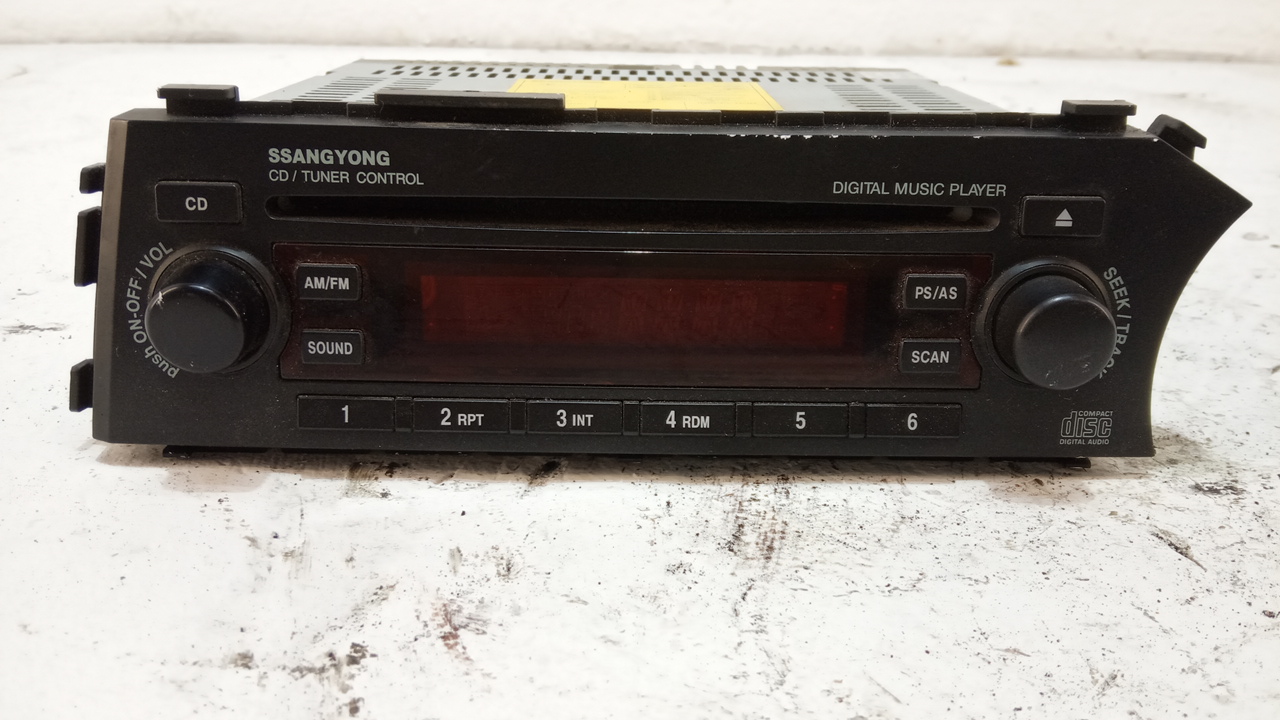 SSANGYONG
CD / TUNER CONTROL
DIGITAL MUSIC PLAYER
CD
push ON-OFF / VOL
AM/FM
SOUND
PS/AS
SCAN
SEEK / TRACK
1
2 RPT
3 INT
4 RDM
5
6
COMPACT
disc
DIGITAL AUDIO